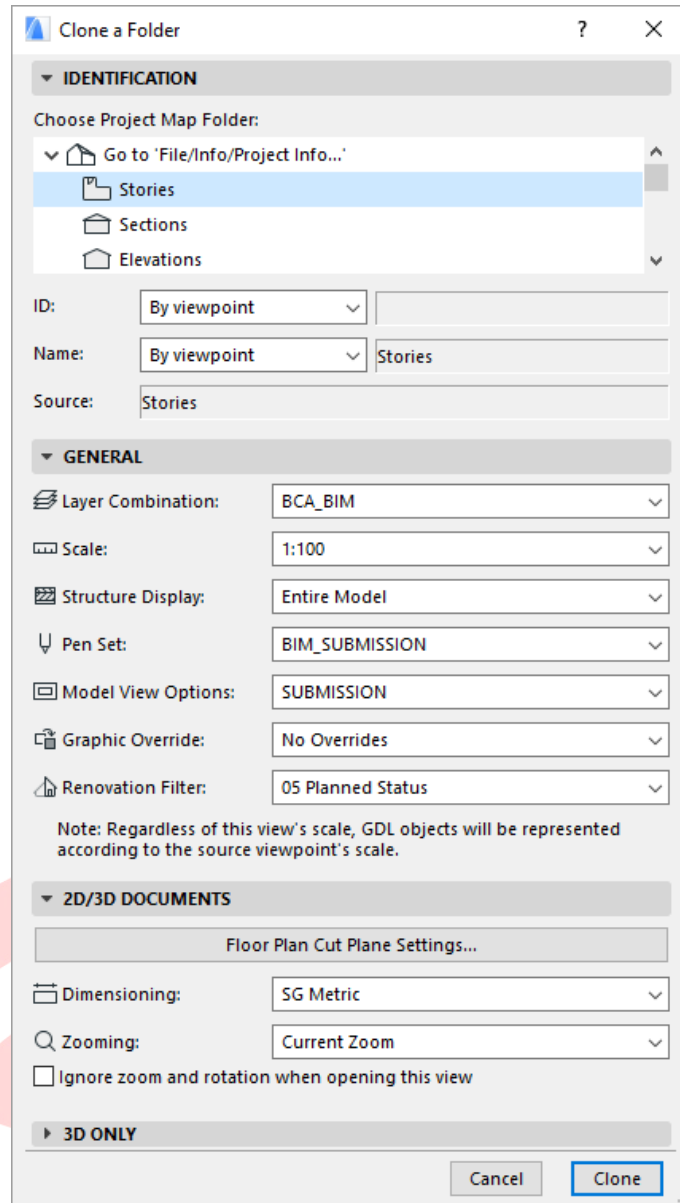 Clone a Folder
?
IDENTIFICATION
Choose Project Map Folder:
Go to 'File/Info/Project Info...'
Stories
Sections
Elevations
ID:
By viewpoint
Name:
By viewpoint
Stories
Source:
Stories
GENERAL
Layer Combination:
BCA_BIM
Scale:
1:100
Structure Display:
Entire Model
Pen Set:
BIM_SUBMISSION
Model View Options:
SUBMISSION
Graphic Override:
No Overrides
Renovation Filter:
05 Planned Status
Note: Regardless of this view's scale, GDL objects will be represented
according to the source viewpoint's scale.
2D/3D DOCUMENTS
Floor Plan Cut Plane Settings...
Dimensioning:
SG Metric
Zooming:
Current Zoom
Ignore zoom and rotation when opening this view
3D ONLY
Cancel
Clone